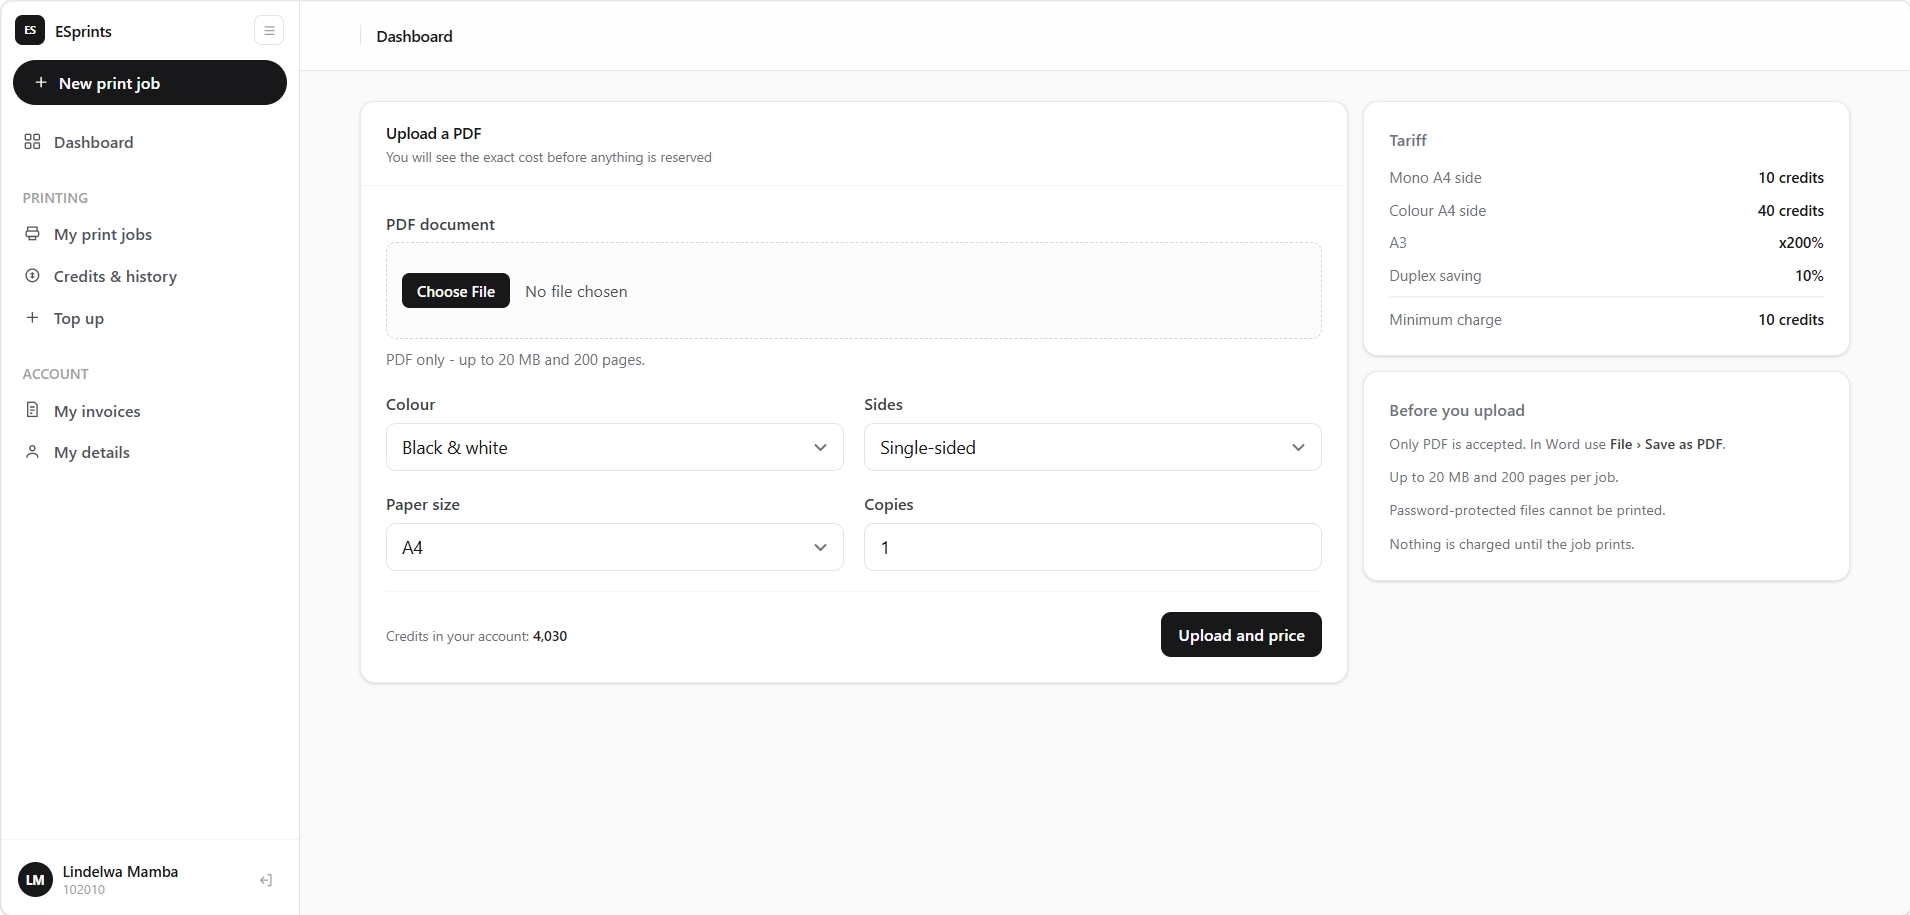 ES
ESprints
New print job
Dashboard
PRINTING
My print jobs
Credits & history
Top up
ACCOUNT
My invoices
My details
LM
Lindelwa Mamba
102010
Dashboard
Upload a PDF
You will see the exact cost before anything is reserved
PDF document
Choose File No file chosen
PDF only - up to 20 MB and 200 pages.
Colour
Black & white
Sides
Single-sided
Paper size
A4
Copies
1
Credits in your account: 4,030
Upload and price
Tariff
Mono A4 side 10 credits
Colour A4 side 40 credits
A3 x200%
Duplex saving 10%
Minimum charge 10 credits
Before you upload
Only PDF is accepted. In Word use File › Save as PDF.
Up to 20 MB and 200 pages per job.
Password-protected files cannot be printed.
Nothing is charged until the job prints.